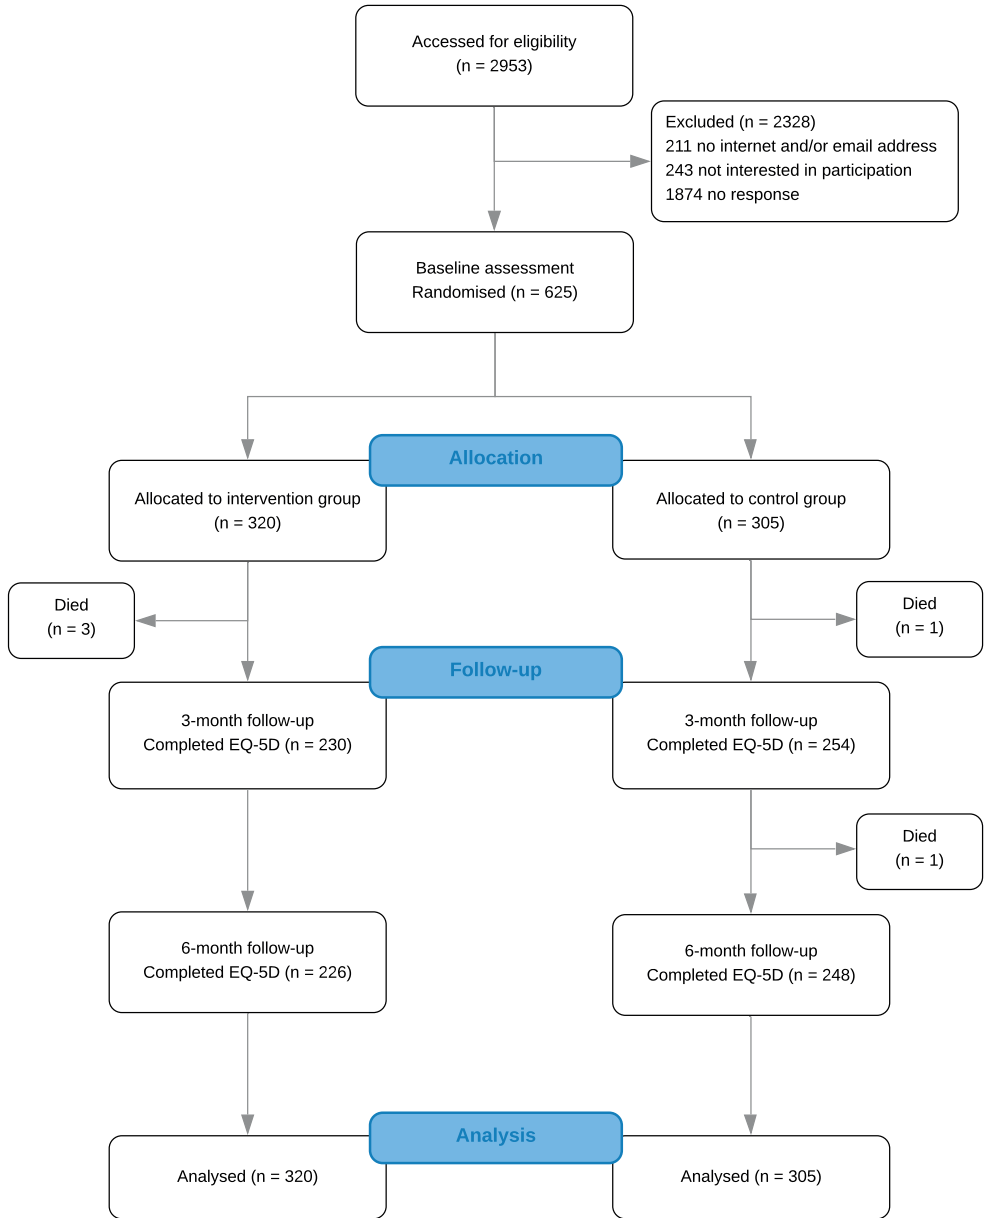 Accessed for eligibility
(n = 2953)
Excluded (n = 2328)
211 no internet and/or email address
243 not interested in participation
1874 no response
Baseline assessment
Randomised (n = 625)
Allocation
Allocated to intervention group
(n = 320)
Allocated to control group
(n = 305)
Died
(n = 3)
Died
(n = 1)
Follow-up
3-month follow-up
Completed EQ-5D (n = 230)
3-month follow-up
Completed EQ-5D (n = 254)
Died
(n = 1)
6-month follow-up
Completed EQ-5D (n = 226)
6-month follow-up
Completed EQ-5D (n = 248)
Analysis
Analysed (n = 320)
Analysed (n = 305)